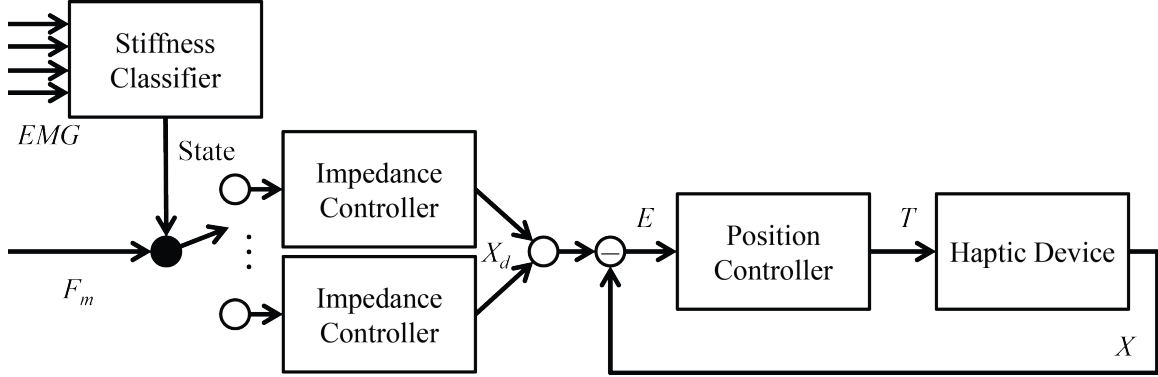 Stiffness
Classifier
EMG
State
Impedance
Controller
F_m
X_d
Impedance
Controller
E
−
Position
Controller
T
Haptic Device
X